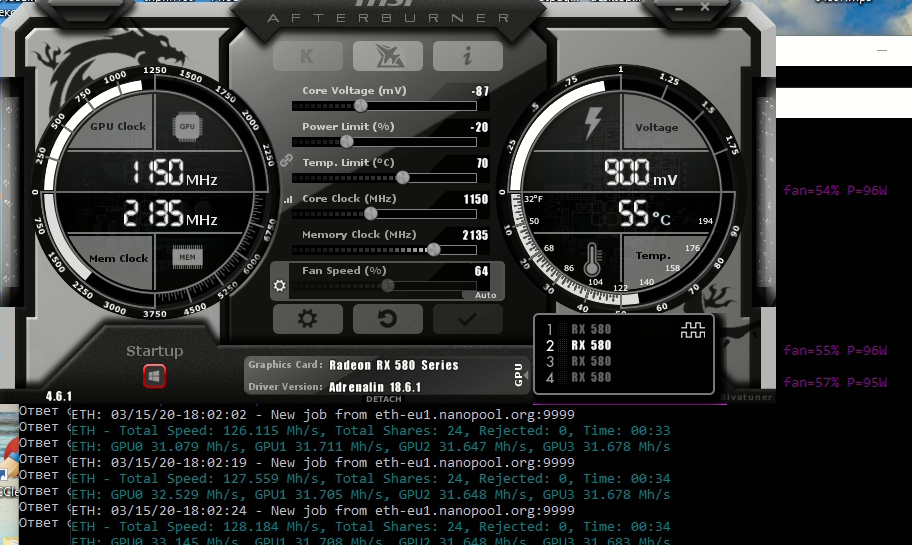 AFTERBURNER
K
i
Core Voltage (mV) -87
Power Limit (%) -20
Temp. Limit (°C) 70
Core Clock (MHz) 1150
Memory Clock (MHz) 2135
Fan Speed (%) 64
Auto
GPU Clock
GPU
1150 MHz
2135 MHz
Mem Clock
MEM
0 250 500 750 1000 1250 1500 1750 2000 2250
0 750 1500 2250 3000 3750 4500 5250 6000 6750
Voltage
900 mV
55 °C
Temp.
0 .25 .5 .75 1 1.25 1.5 1.75
10 20 30 40 50 60 70 80 90
32°F 50 68 86 104 122 140 158 176 194
Startup
4.6.1
Graphics Card: Radeon RX 580 Series
Driver Version: Adrenalin 18.6.1
DETACH
GPU
1 RX 580
2 RX 580
3 RX 580
4 RX 580
fan=54% P=96W
fan=55% P=96W
fan=57% P=95W
Ответ
ETH: 03/15/20-18:02:02 - New job from eth-eu1.nanopool.org:9999
Ответ
ETH - Total Speed: 126.115 Mh/s, Total Shares: 24, Rejected: 0, Time: 00:33
Ответ
ETH: GPU0 31.079 Mh/s, GPU1 31.711 Mh/s, GPU2 31.647 Mh/s, GPU3 31.678 Mh/s
Ответ
ETH: 03/15/20-18:02:19 - New job from eth-eu1.nanopool.org:9999
Ответ
ETH - Total Speed: 127.559 Mh/s, Total Shares: 24, Rejected: 0, Time: 00:34
Ответ
ETH: GPU0 32.529 Mh/s, GPU1 31.705 Mh/s, GPU2 31.648 Mh/s, GPU3 31.678 Mh/s
Ответ
ETH: 03/15/20-18:02:24 - New job from eth-eu1.nanopool.org:9999
Ответ
ETH - Total Speed: 128.184 Mh/s, Total Shares: 24, Rejected: 0, Time: 00:34
ETH: GPU0 33.145 Mh/s, GPU1 31.708 Mh/s, GPU2 31.648 Mh/s, GPU3 31.683 Mh/s